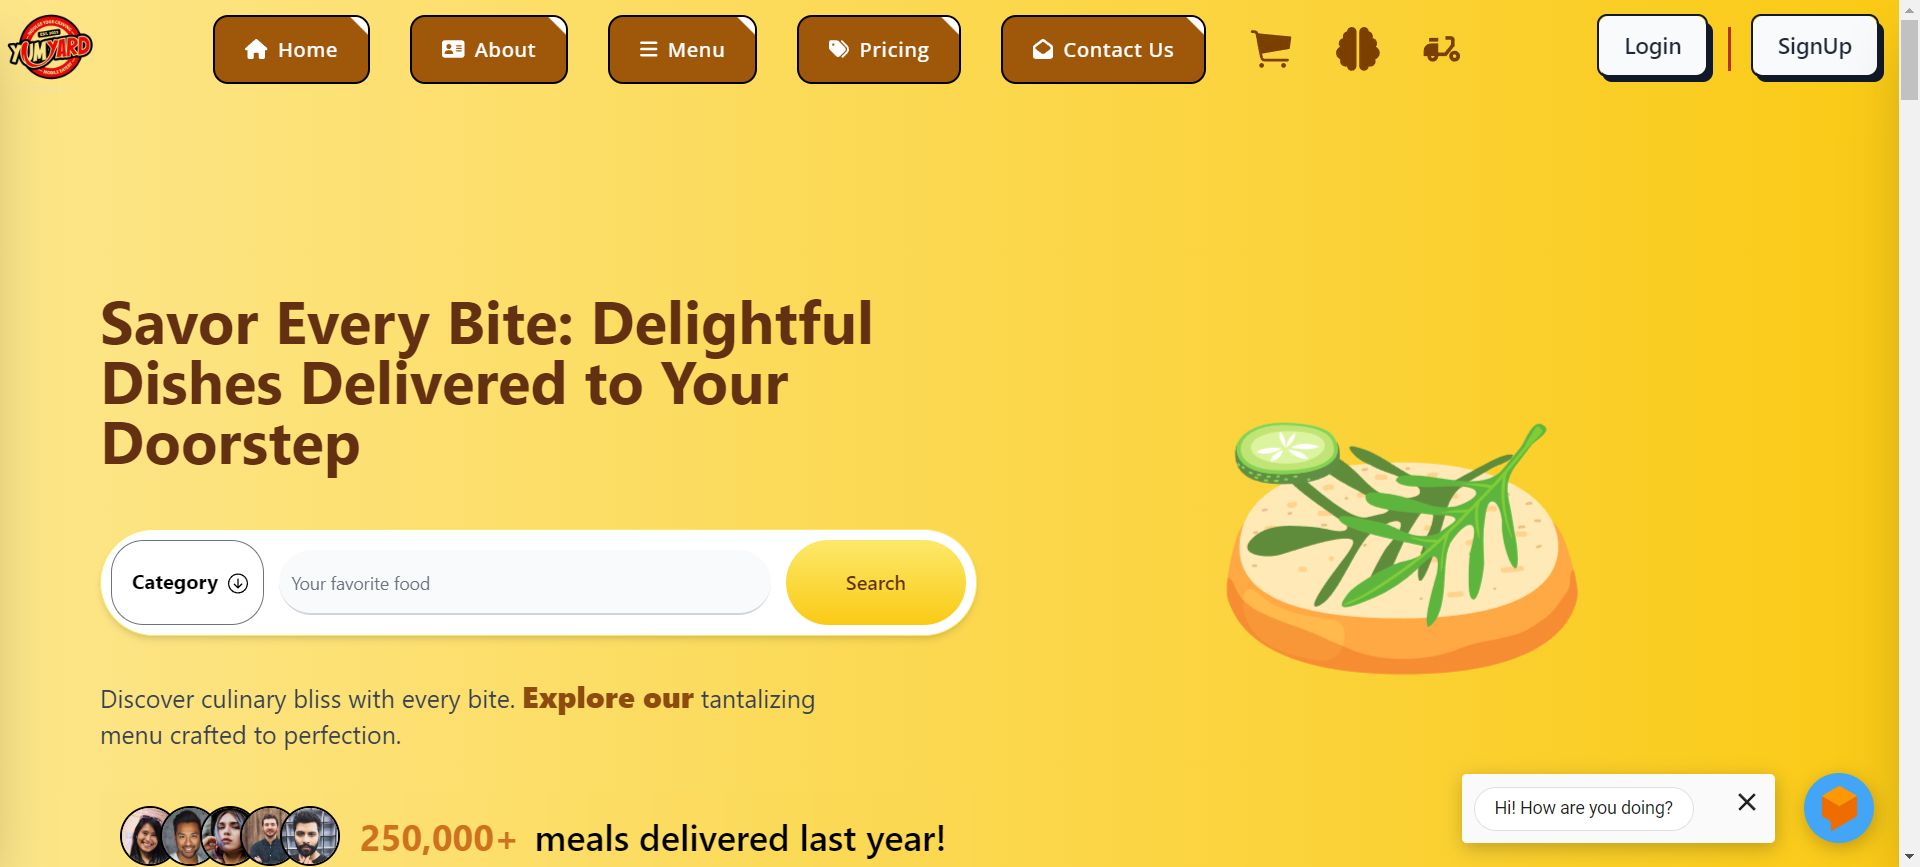 YUMYARD
Home
About
Menu
Pricing
Contact Us
Login
SignUp
Savor Every Bite: Delightful
Dishes Delivered to Your
Doorstep
Category
Your favorite food
Search
Discover culinary bliss with every bite. Explore our tantalizing
menu crafted to perfection.
250,000+ meals delivered last year!
Hi! How are you doing?